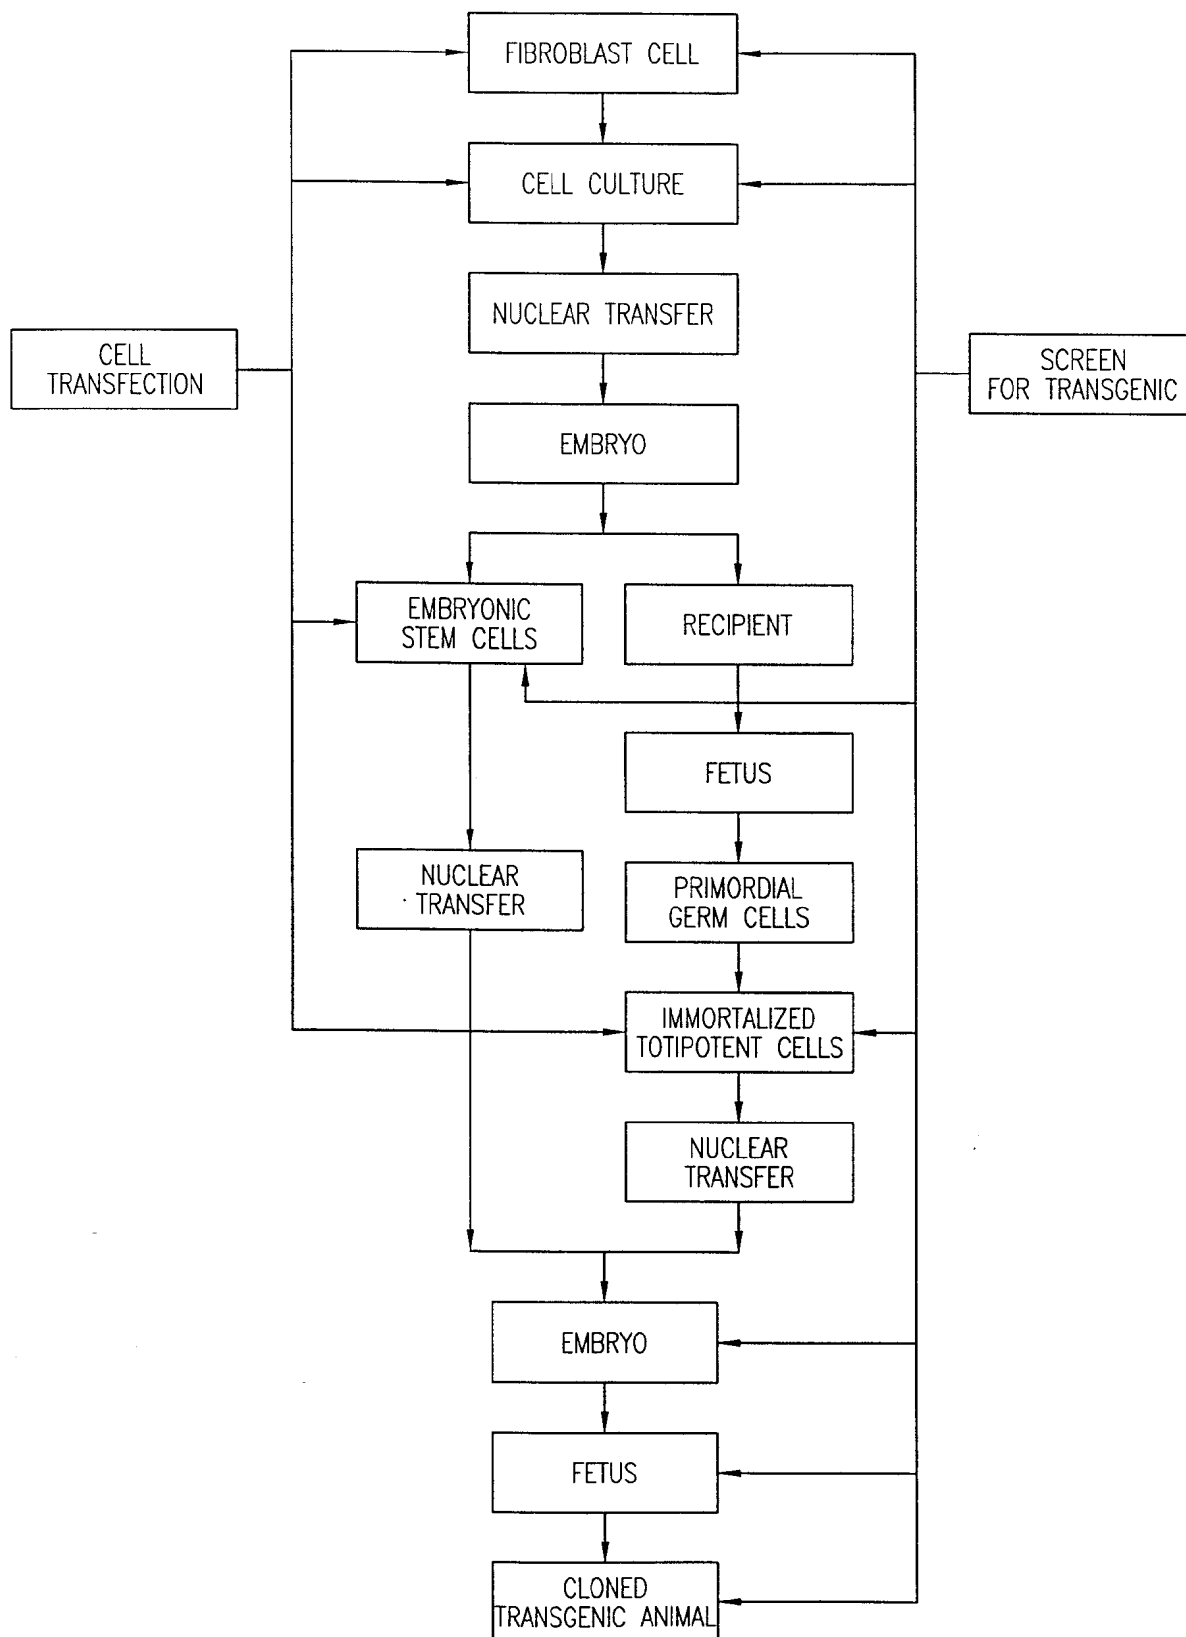 FIBROBLAST CELL
CELL CULTURE
NUCLEAR TRANSFER
CELL
TRANSFECTION
SCREEN
FOR TRANSGENIC
EMBRYO
EMBRYONIC
STEM CELLS
RECIPIENT
FETUS
NUCLEAR
TRANSFER
PRIMORDIAL
GERM CELLS
IMMORTALIZED
TOTIPOTENT CELLS
NUCLEAR
TRANSFER
EMBRYO
FETUS
CLONED
TRANSGENIC ANIMAL